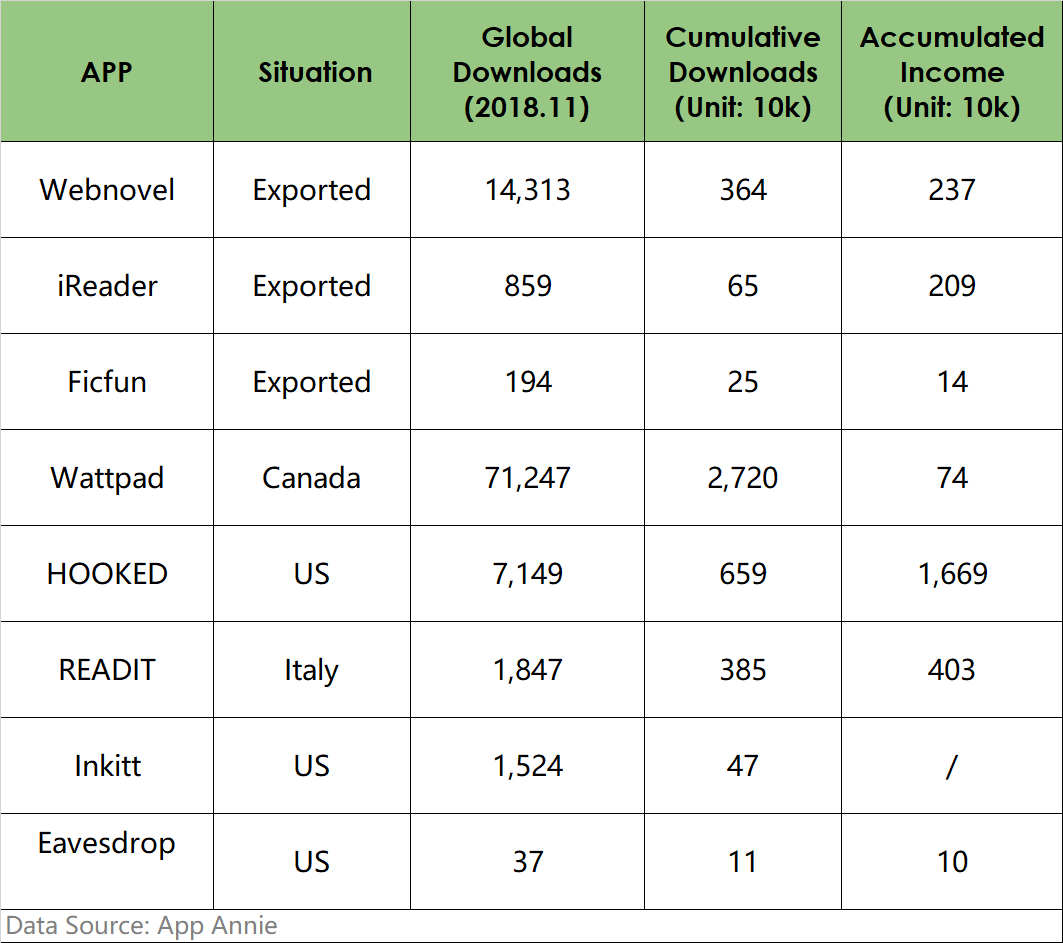 APP Situation Global Downloads (2018.11) Cumulative Downloads (Unit: 10k) Accumulated Income (Unit: 10k)
Webnovel Exported 14,313 364 237
iReader Exported 859 65 209
Ficfun Exported 194 25 14
Wattpad Canada 71,247 2,720 74
HOOKED US 7,149 659 1,669
READIT Italy 1,847 385 403
Inkitt US 1,524 47 /
Eavesdrop US 37 11 10
Data Source: App Annie